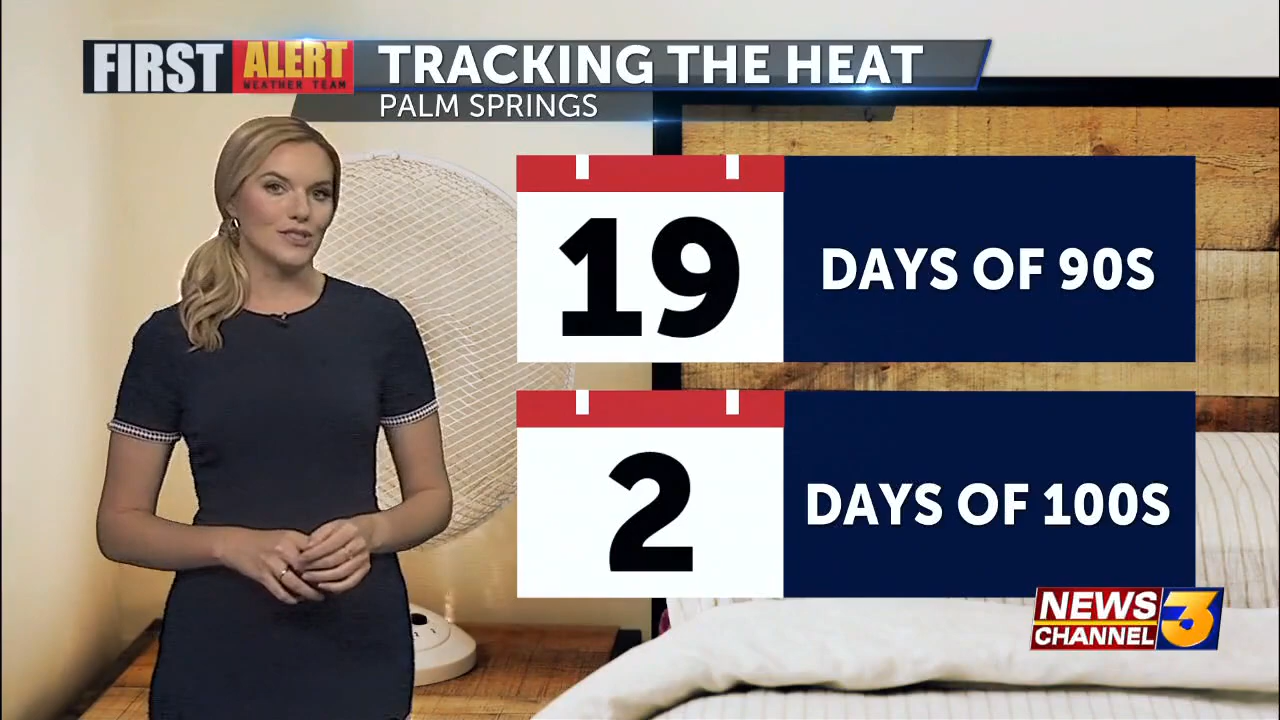 FIRST ALERT
WEATHER TEAM
TRACKING THE HEAT
PALM SPRINGS
19
DAYS OF 90S
2
DAYS OF 100S
NEWS
CHANNEL 3